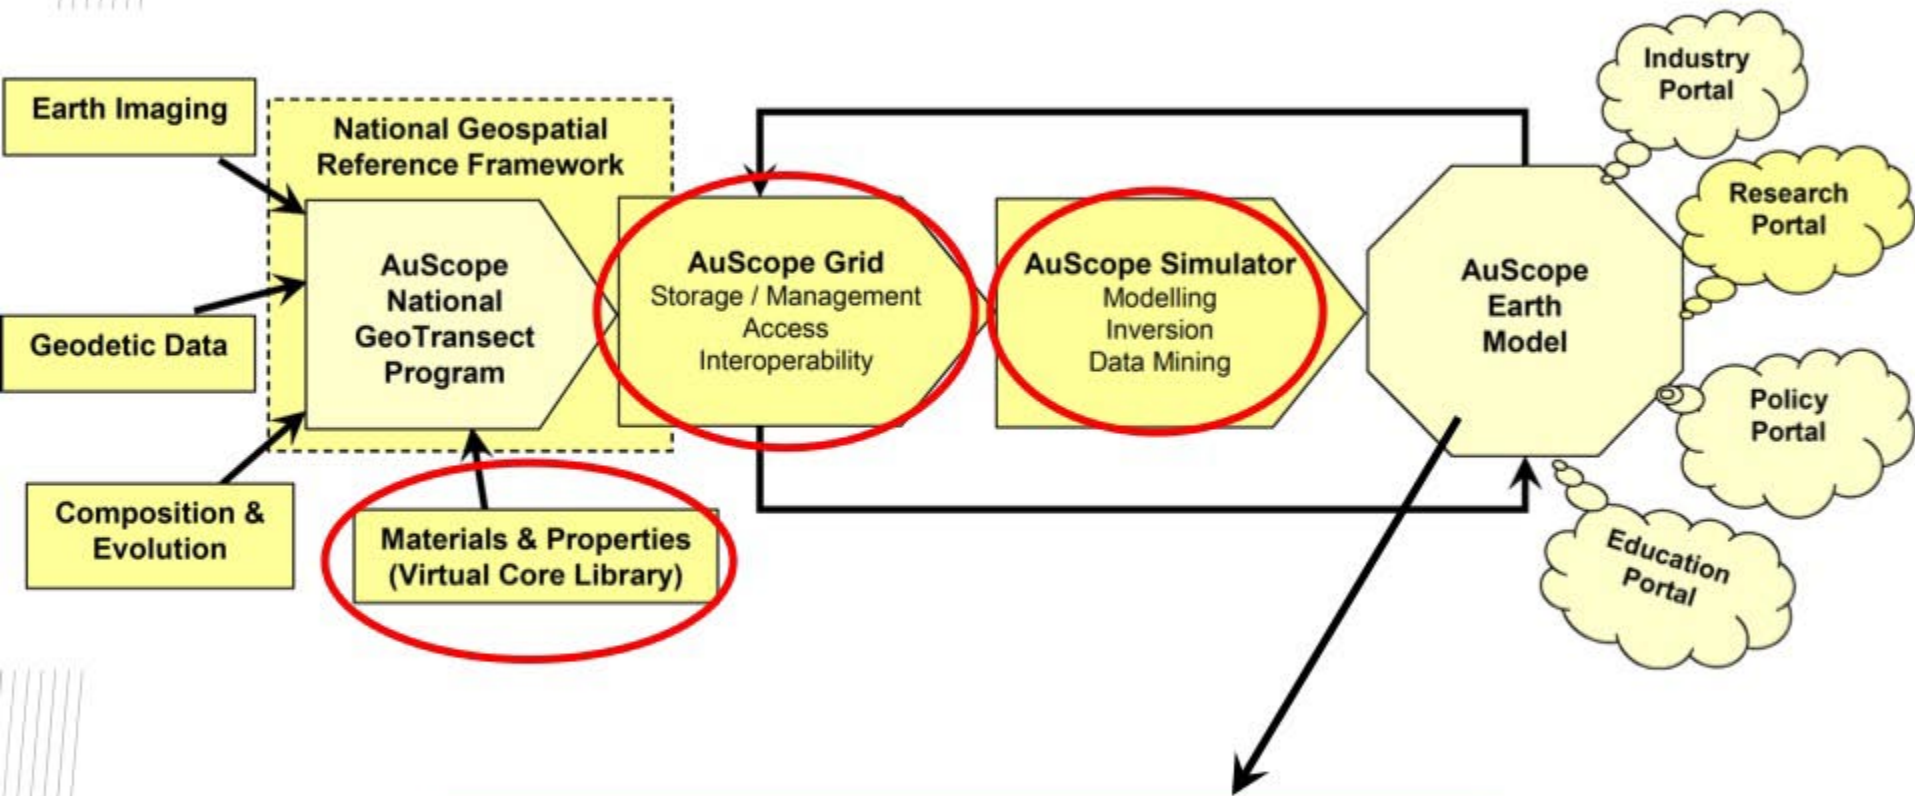 Earth Imaging
Geodetic Data
Composition &
Evolution
National Geospatial
Reference Framework
AuScope
National
GeoTransect
Program
Materials & Properties
(Virtual Core Library)
AuScope Grid
Storage / Management
Access
Interoperability
AuScope Simulator
Modelling
Inversion
Data Mining
AuScope
Earth
Model
Industry
Portal
Research
Portal
Policy
Portal
Education
Portal